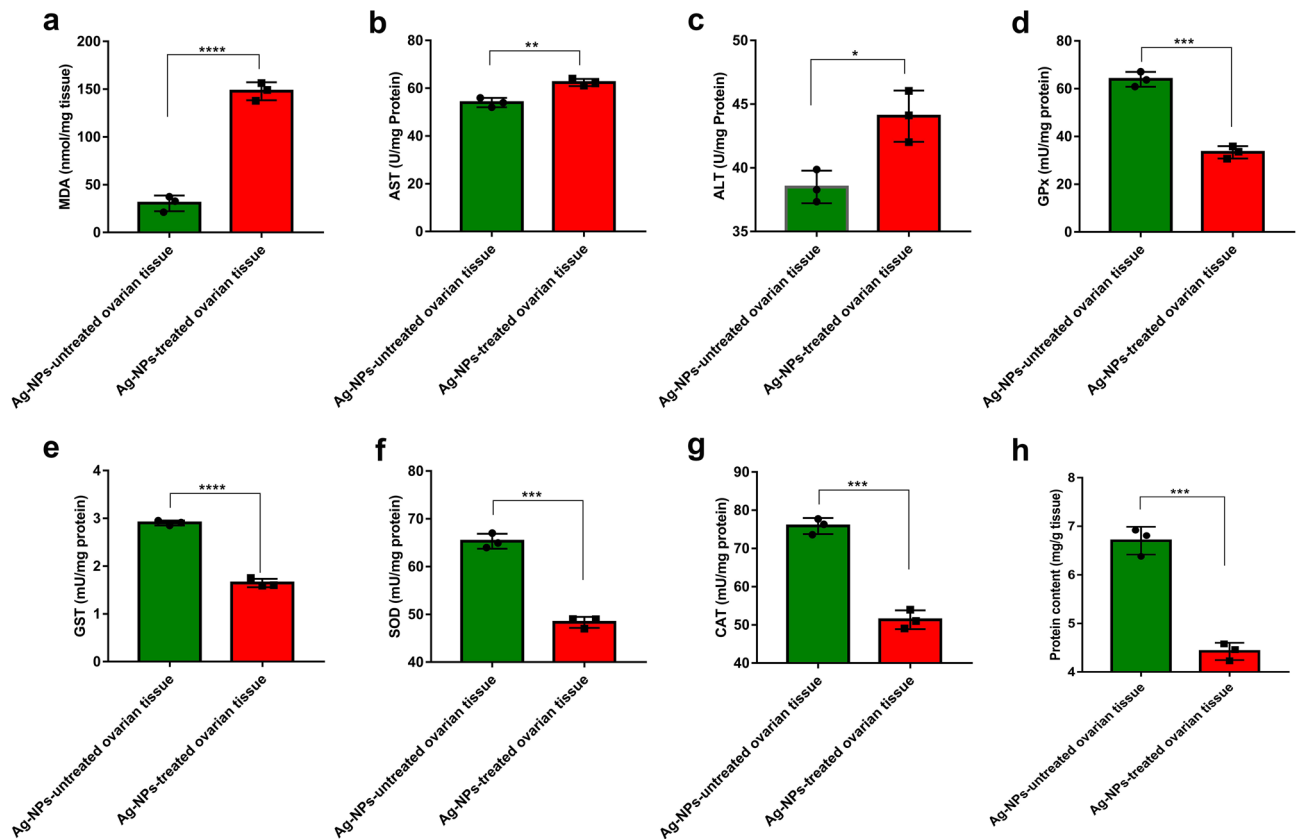 a
MDA (nmol/mg tissue)
200
150
100
50
0
****
Ag-NPs-untreated ovarian tissue
Ag-NPs-treated ovarian tissue
b
AST (U/mg Protein)
80
60
40
20
0
**
Ag-NPs-untreated ovarian tissue
Ag-NPs-treated ovarian tissue
c
ALT (U/mg Protein)
50
45
40
35
*
Ag-NPs-untreated ovarian tissue
Ag-NPs-treated ovarian tissue
d
GPx (mU/mg protein)
80
60
40
20
0
***
Ag-NPs-untreated ovarian tissue
Ag-NPs-treated ovarian tissue
e
GST (mU/mg protein)
4
3
2
1
0
****
Ag-NPs-untreated ovarian tissue
Ag-NPs-treated ovarian tissue
f
SOD (mU/mg protein)
80
70
60
50
40
***
Ag-NPs-untreated ovarian tissue
Ag-NPs-treated ovarian tissue
g
CAT (mU/mg protein)
90
80
70
60
50
40
***
Ag-NPs-untreated ovarian tissue
Ag-NPs-treated ovarian tissue
h
Protein content (mg/g tissue)
8
7
6
5
4
***
Ag-NPs-untreated ovarian tissue
Ag-NPs-treated ovarian tissue